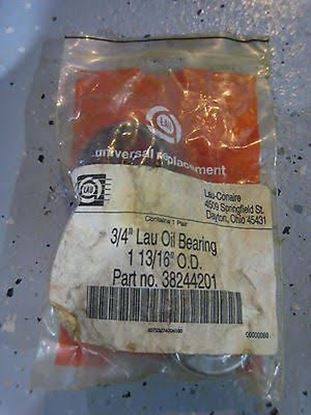 LAU
universal replacement
LAU
Lau-Conaire
4509 Springfield St.
Dayton, Ohio 45431
Contains 1 Pair
3/4" Lau Oil Bearing
1 13/16" O.D.
Part no. 38244201